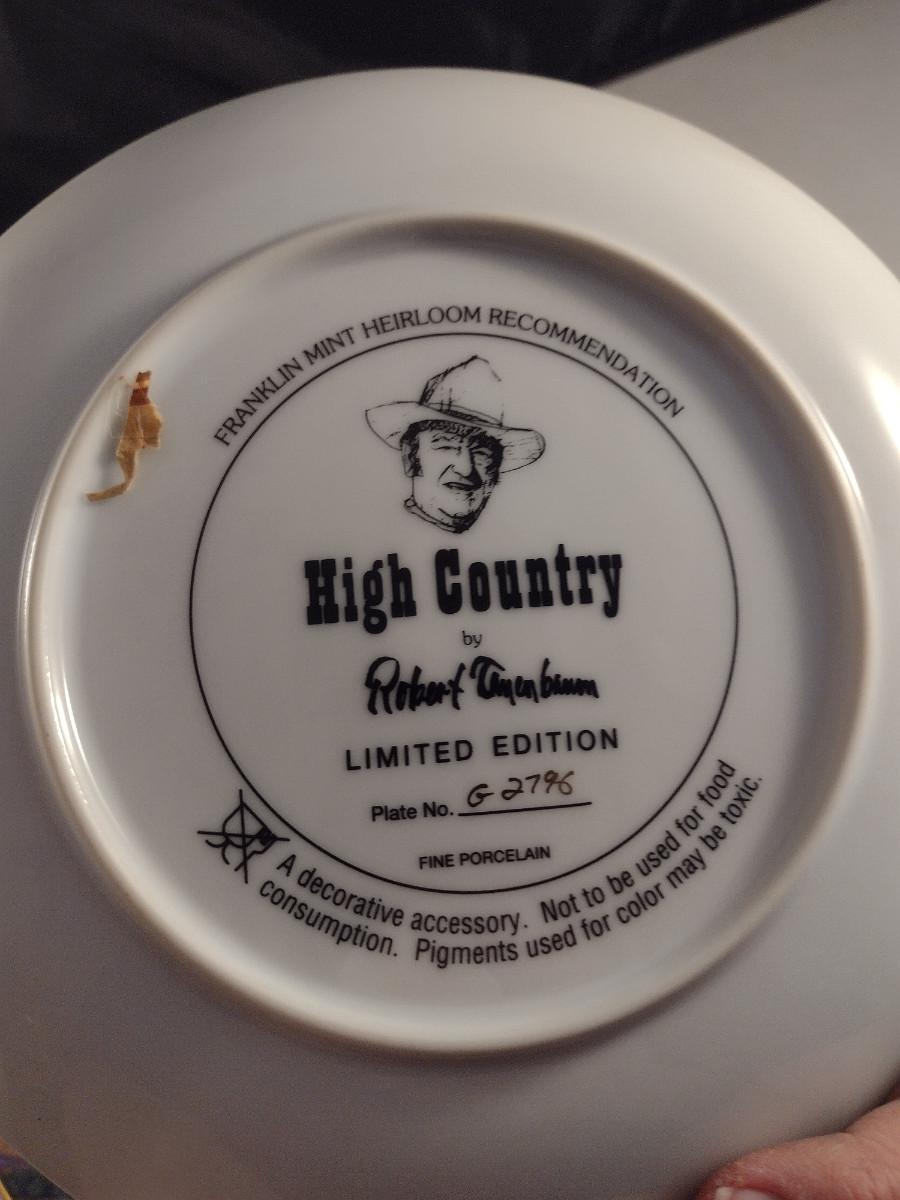 FRANKLIN MINT HEIRLOOM RECOMMENDATION
High Country
by
Robert Tanenbaum
LIMITED EDITION
Plate No. G 2796
FINE PORCELAIN
A decorative accessory. Not to be used for food
consumption. Pigments used for color may be toxic.